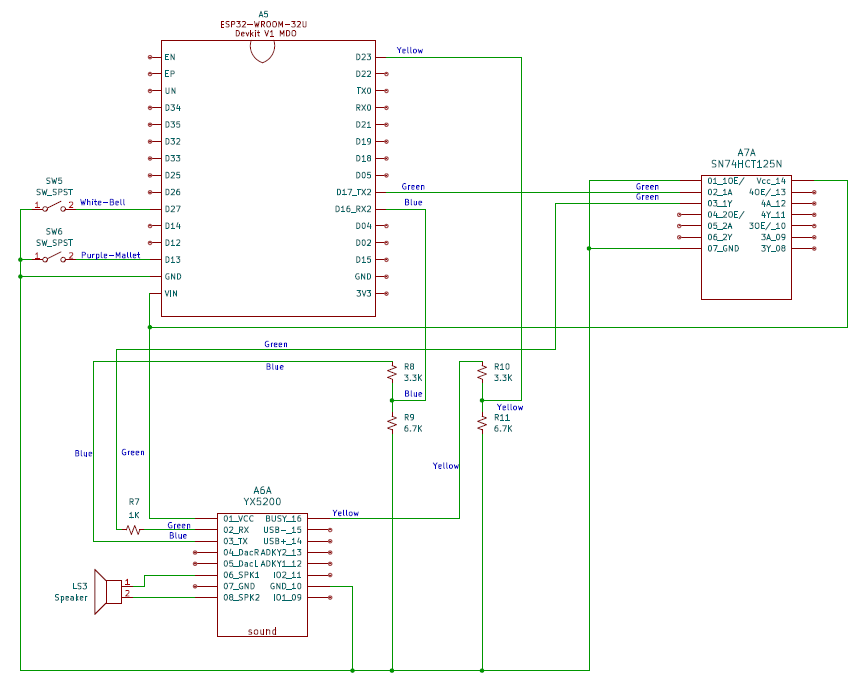 A5
ESP32-WROOM-32U
Devkit V1 MDO
EN
EP
UN
D34
D35
D32
D33
D25
D26
D27
D14
D12
D13
GND
VIN
D23
D22
TX0
RX0
D21
D19
D18
D05
D17_TX2
D16_RX2
D04
D02
D15
GND
3V3
Yellow
Green
Blue
SW5
SW_SPST
1 2
White-Bell
SW6
SW_SPST
1 2
Purple-Mallet
A7A
SN74HCT125N
01_1OE/ Vcc_14
02_1A 4OE/_13
03_1Y 4A_12
04_2OE/ 4Y_11
05_2A 3OE/_10
06_2Y 3A_09
07_GND 3Y_08
Green
Green
Green
Blue
R8
3.3K
Blue
R9
6.7K
R10
3.3K
Yellow
R11
6.7K
Blue
Green
Yellow
A6A
YX5200
01_VCC BUSY_16
02_RX USB-_15
03_TX USB+_14
04_DacR ADKY2_13
05_DacL ADKY1_12
06_SPK1 IO2_11
07_GND GND_10
08_SPK2 IO1_09
sound
Yellow
R7
1K
Green
Blue
LS3
Speaker
1
2